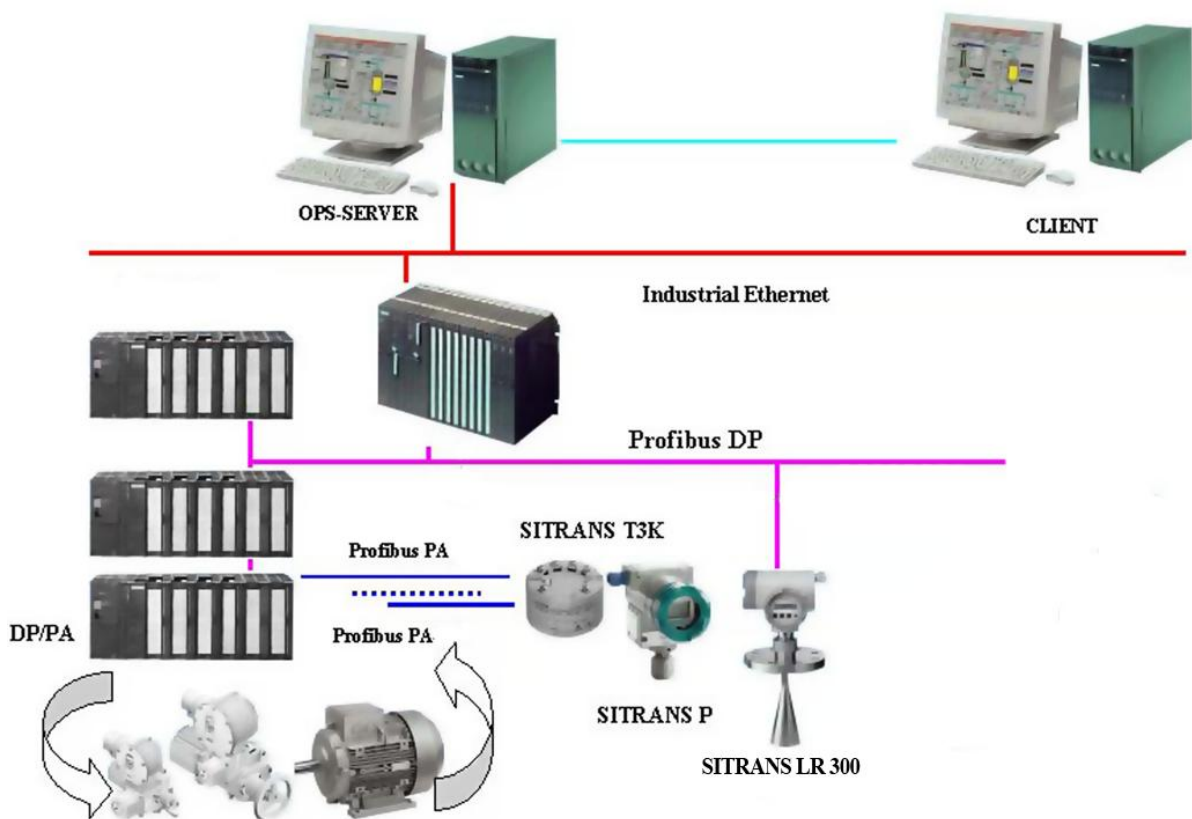 OPS-SERVER
CLIENT
Industrial Ethernet
Profibus DP
SITRANS T3K
Profibus PA
DP/PA
Profibus PA
SITRANS P
SITRANS LR 300